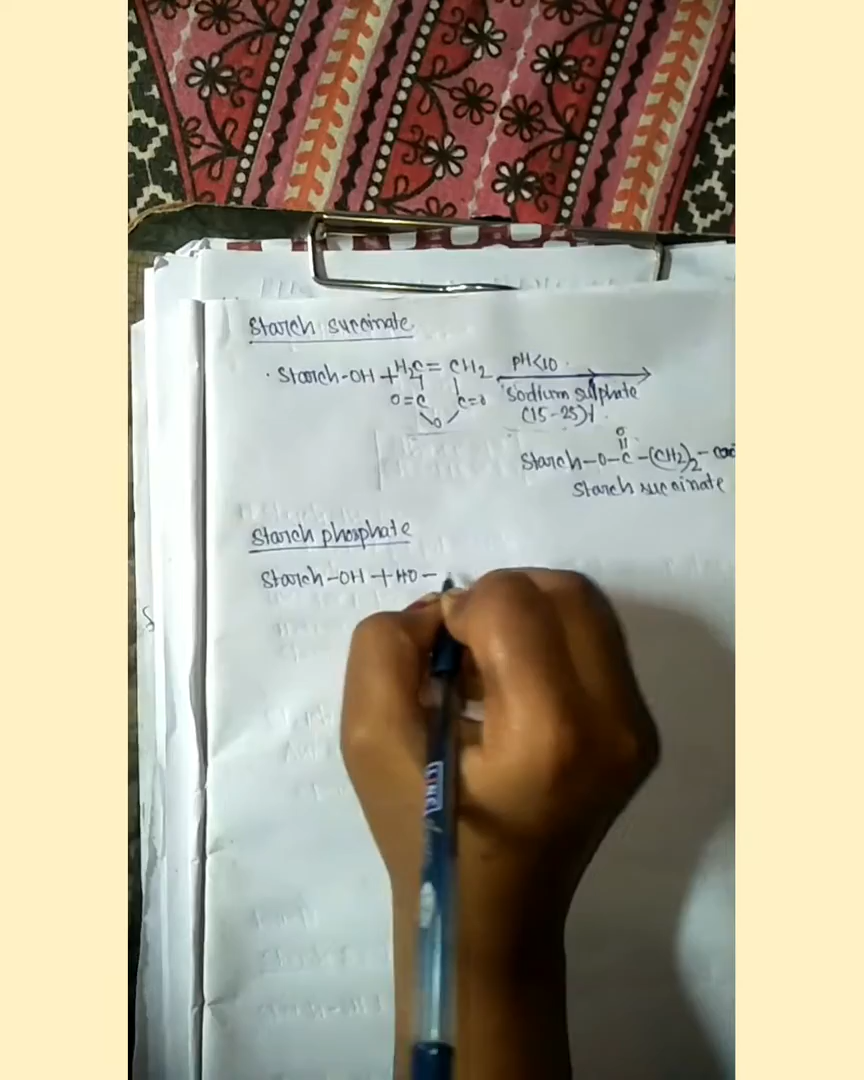 Starch succinate
Starch-OH + H2C = CH2
O=C C=O
O
pH<10
Sodium sulphate
(15-25)%
O
Starch-O-C-(CH2)2-coo
Starch succinate
Starch phosphate
Starch-OH + HO-